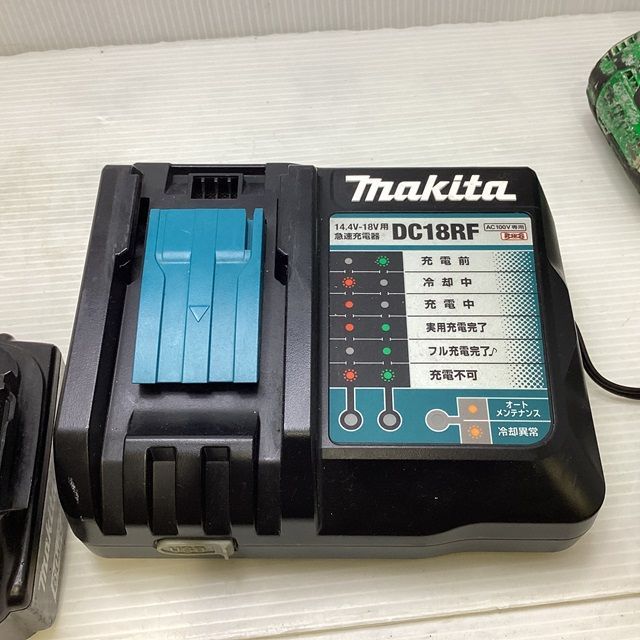 makita
14.4V-18V用
急速充電器
DC18RF
AC100V専用
充電前
冷却中
充電中
実用充電完了
フル充電完了♪
充電不可
オート
メンテナンス
冷却異常
USB